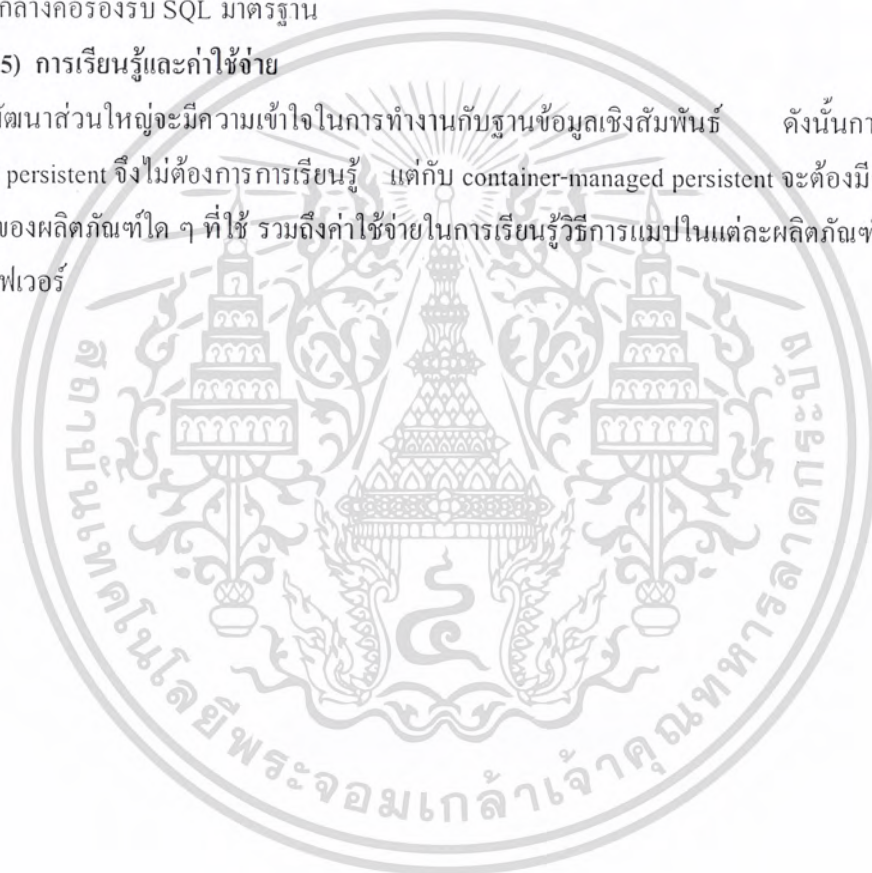 กลางคือรองรับ SQL มาตรฐาน
5) การเรียนรู้และค่าใช้จ่าย
พัฒนาส่วนใหญ่จะมีความเข้าใจในการทำงานกับฐานข้อมูลเชิงสัมพันธ์ ดังนั้นกา
persistent จึงไม่ต้องการการเรียนรู้ แต่กับ container-managed persistent จะต้องมี
ของผลิตภัณฑ์ใด ๆ ที่ใช้ รวมถึงค่าใช้จ่ายในการเรียนรู้วิธีการแมปในแต่ละผลิตภัณฑ์
ฟเวอร์
สถาบันเทคโนโลยีพระจอมเกล้าเจ้าคุณทหารลาดกระบัง